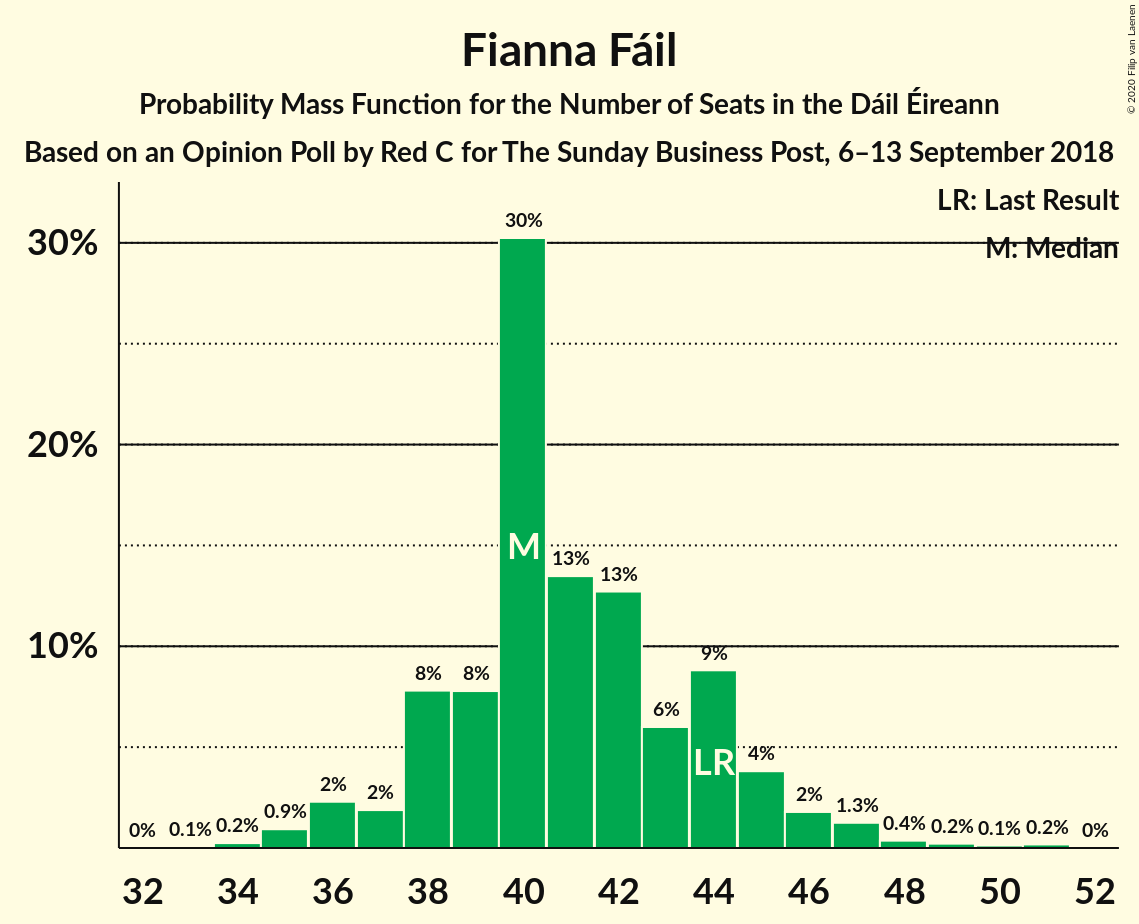 Fianna Fáil
Probability Mass Function for the Number of Seats in the Dáil Éireann
Based on an Opinion Poll by Red C for The Sunday Business Post, 6–13 September 2018
© 2020 Filip van Laenen
LR: Last Result
M: Median
30%
20%
10%
0%
0.1%
0.2%
0.9%
2%
2%
8%
8%
30%
13%
13%
6%
9%
4%
2%
1.3%
0.4%
0.2%
0.1%
0.2%
0%
M
LR
32 34 36 38 40 42 44 46 48 50 52